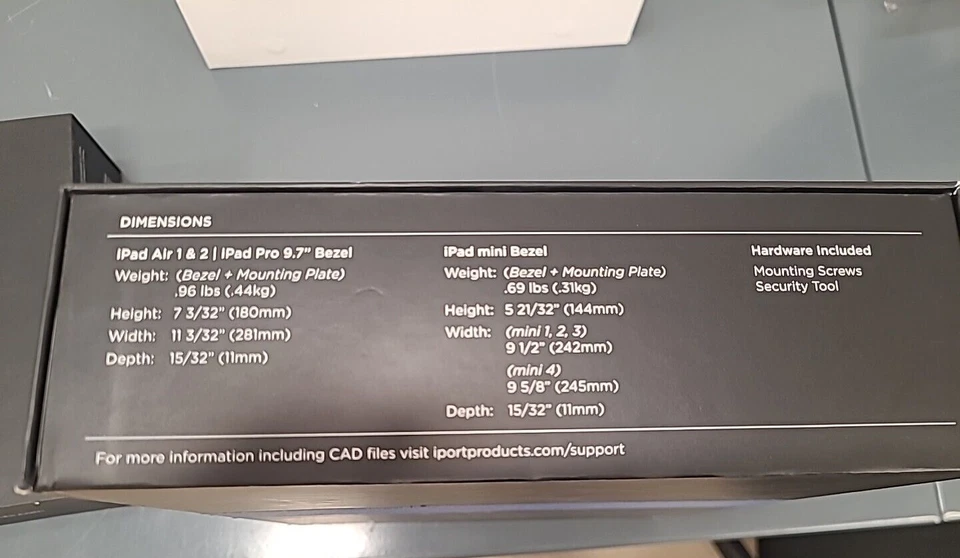 DIMENSIONS
iPad Air 1 & 2 | iPad Pro 9.7" Bezel
Weight: (Bezel + Mounting Plate)
.96 lbs (.44kg)
Height: 7 3/32" (180mm)
Width: 11 3/32" (281mm)
Depth: 15/32" (11mm)
iPad mini Bezel
Weight: (Bezel + Mounting Plate)
.69 lbs (.31kg)
Height: 5 21/32" (144mm)
Width: (mini 1, 2, 3)
9 1/2" (242mm)
(mini 4)
9 5/8" (245mm)
Depth: 15/32" (11mm)
Hardware Included
Mounting Screws
Security Tool
For more information including CAD files visit iportproducts.com/support